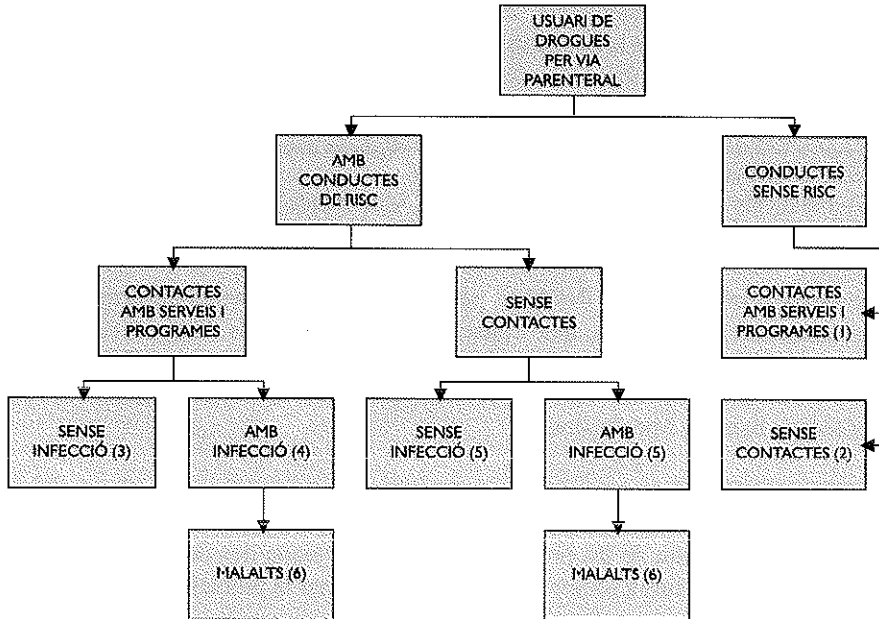 USUARI DE
DROGUES
PER VIA
PARENTERAL
AMB
CONDUCTES
DE RISC
CONDUCTES
SENSE RISC
CONTACTES
AMB SERVEIS I
PROGRAMES
SENSE
CONTACTES
CONTACTES
AMB SERVEIS I
PROGRAMES (1)
SENSE
INFECCIÓ (3)
AMB
INFECCIÓ (4)
SENSE
INFECCIÓ (5)
AMB
INFECCIÓ (5)
SENSE
CONTACTES (2)
MALALTS (6)
MALALTS (6)